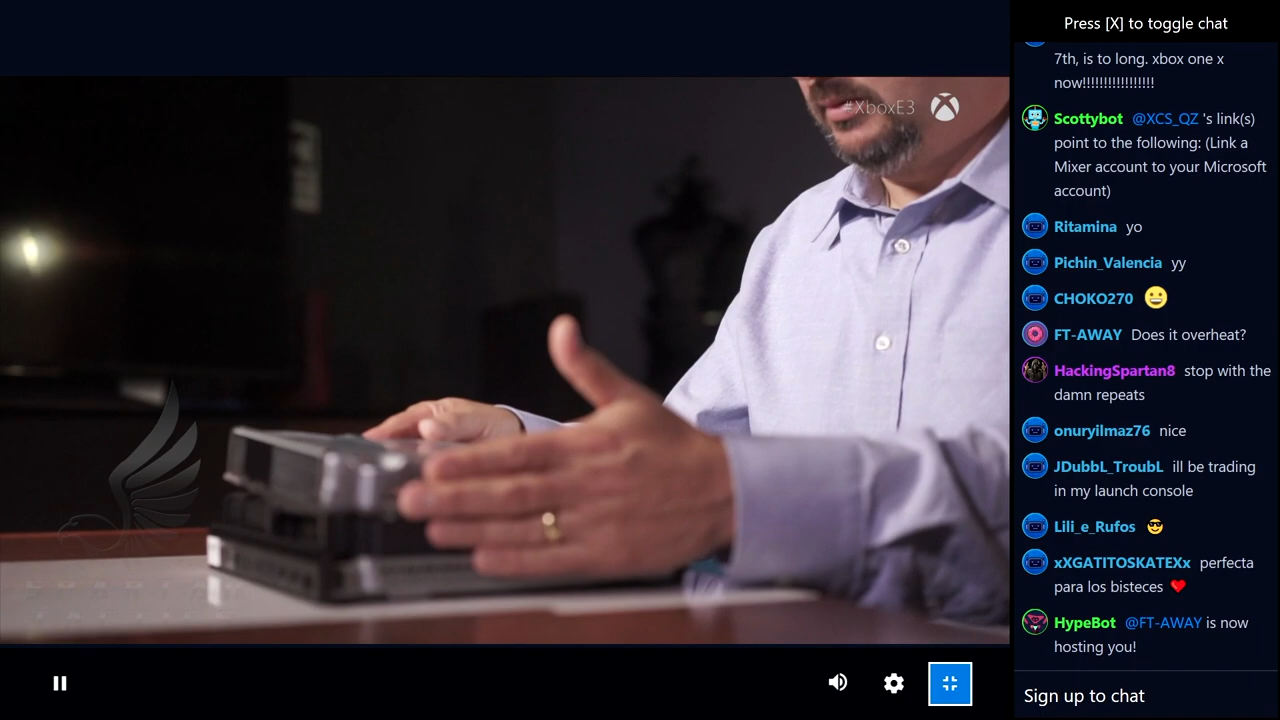 Press [X] to toggle chat
7th, is to long. xbox one x
now!!!!!!!!!!!!!!!!!
#XboxE3
Scottybot @XCS_QZ 's link(s)
point to the following: (Link a
Mixer account to your Microsoft
account)
Ritamina yo
Pichin_Valencia yy
CHOKO270
FT-AWAY Does it overheat?
HackingSpartan8 stop with the
damn repeats
onuryilmaz76 nice
JDubbL_TroubL ill be trading
in my launch console
Lili_e_Rufos
xXGATITOSKATEXx perfecta
para los bisteces
HypeBot @FT-AWAY is now
hosting you!
Sign up to chat